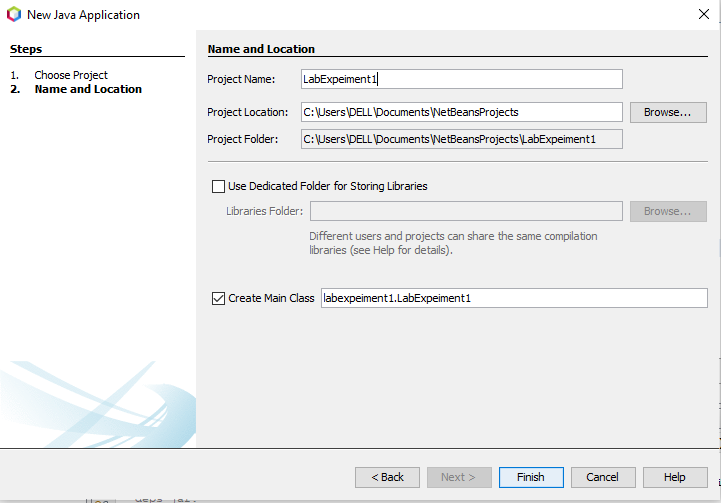 New Java Application
Steps
1. Choose Project
2. Name and Location
Name and Location
Project Name: LabExpeiment1
Project Location: C:\Users\DELL\Documents\NetBeansProjects Browse...
Project Folder: C:\Users\DELL\Documents\NetBeansProjects\LabExpeiment1
Use Dedicated Folder for Storing Libraries
Libraries Folder: Browse...
Different users and projects can share the same compilation
libraries (see Help for details).
Create Main Class labexpeiment1.LabExpeiment1
< Back Next > Finish Cancel Help